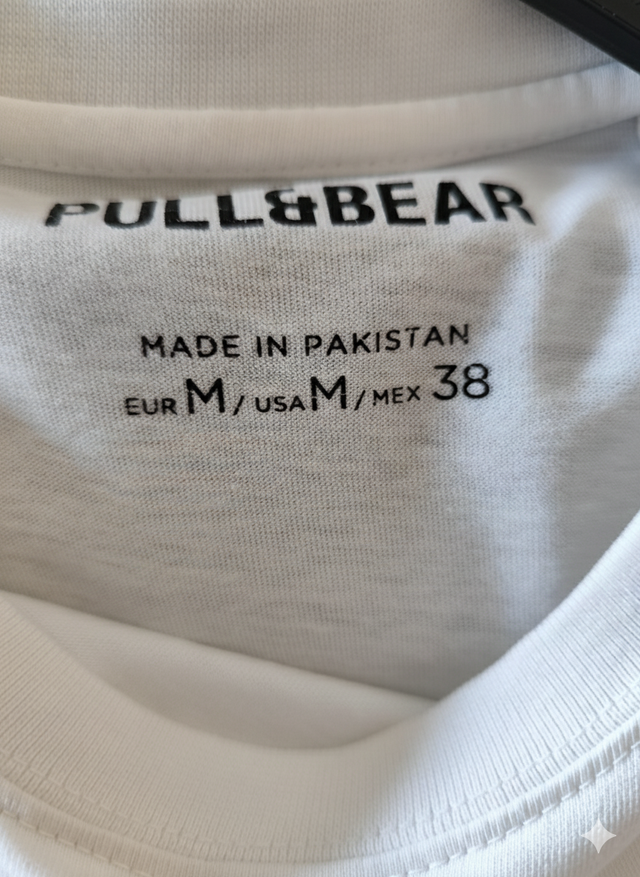 PULL&BEAR
MADE IN PAKISTAN
EUR M / USA M / MEX 38